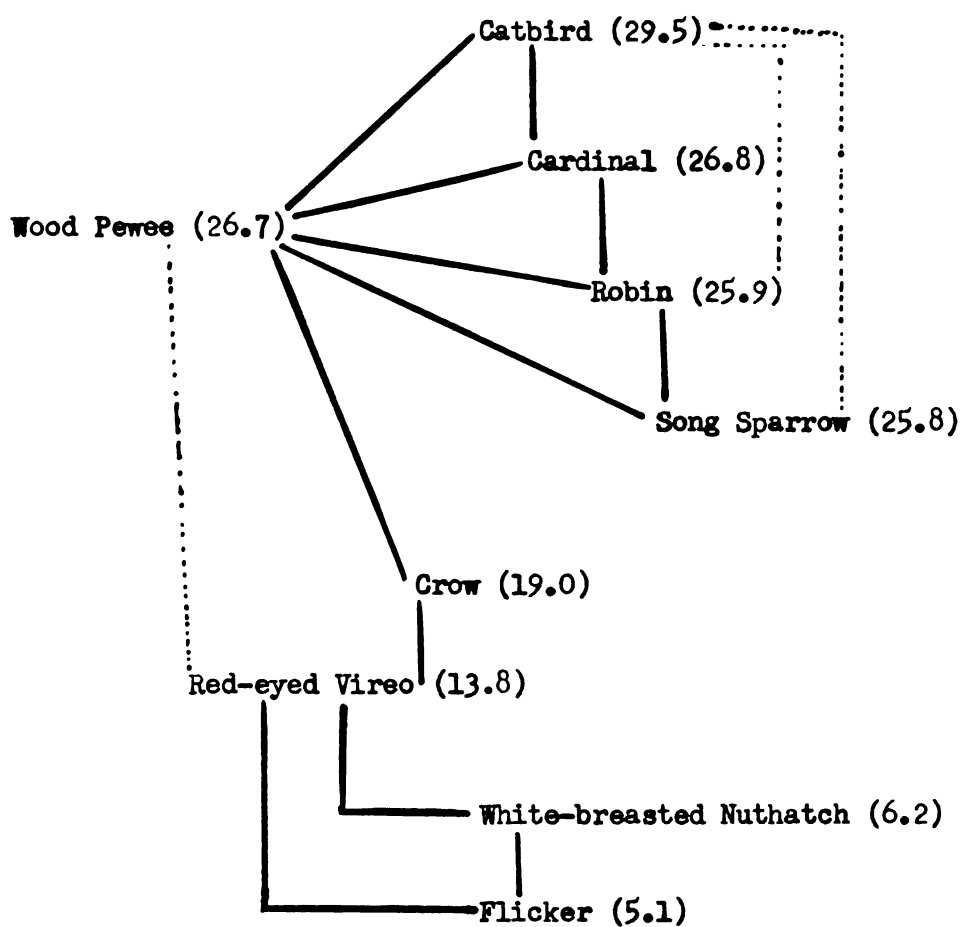 Catbird (29.5)
Cardinal (26.8)
Wood Pewee (26.7)
Robin (25.9)
Song Sparrow (25.8)
Crow (19.0)
Red-eyed Vireo (13.8)
White-breasted Nuthatch (6.2)
Flicker (5.1)